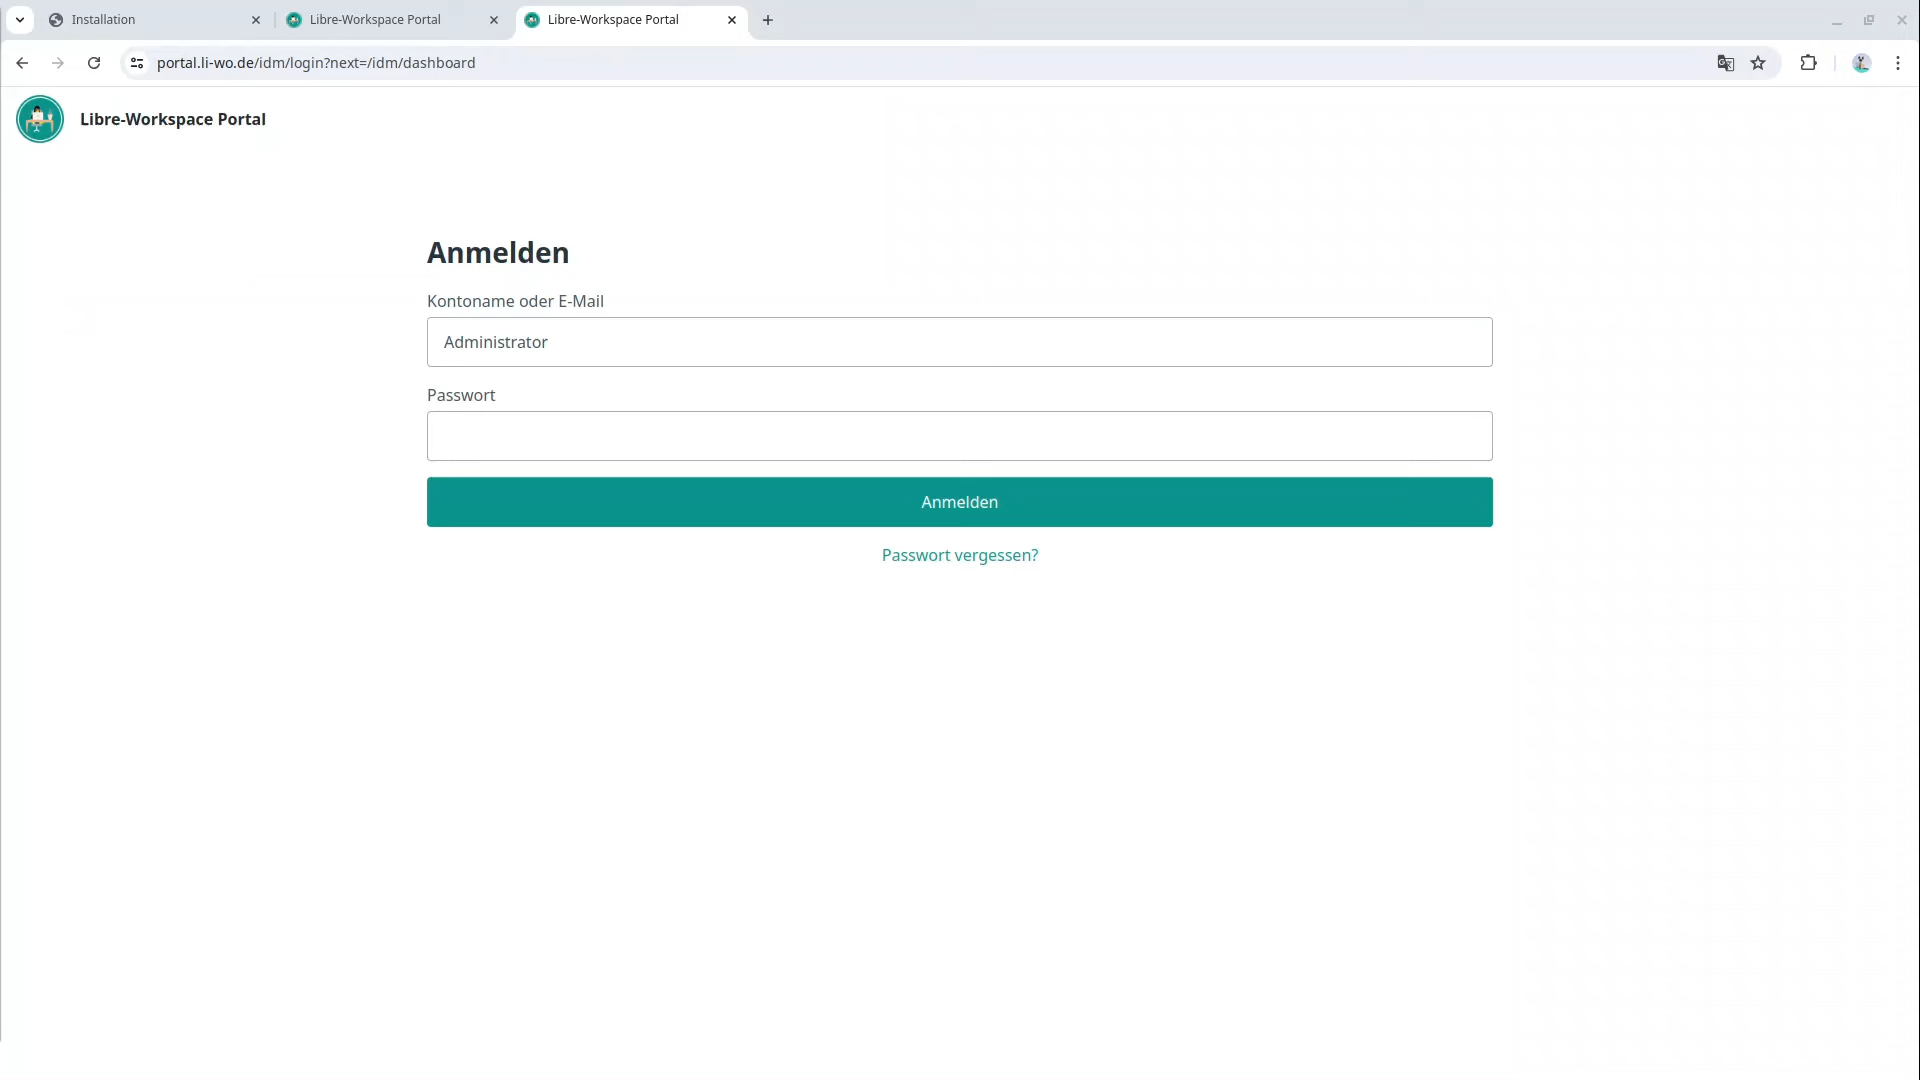 Installation
Libre-Workspace Portal
Libre-Workspace Portal
portal.li-wo.de/idm/login?next=/idm/dashboard
Libre-Workspace Portal
Anmelden
Kontoname oder E-Mail
Administrator
Passwort
Anmelden
Passwort vergessen?